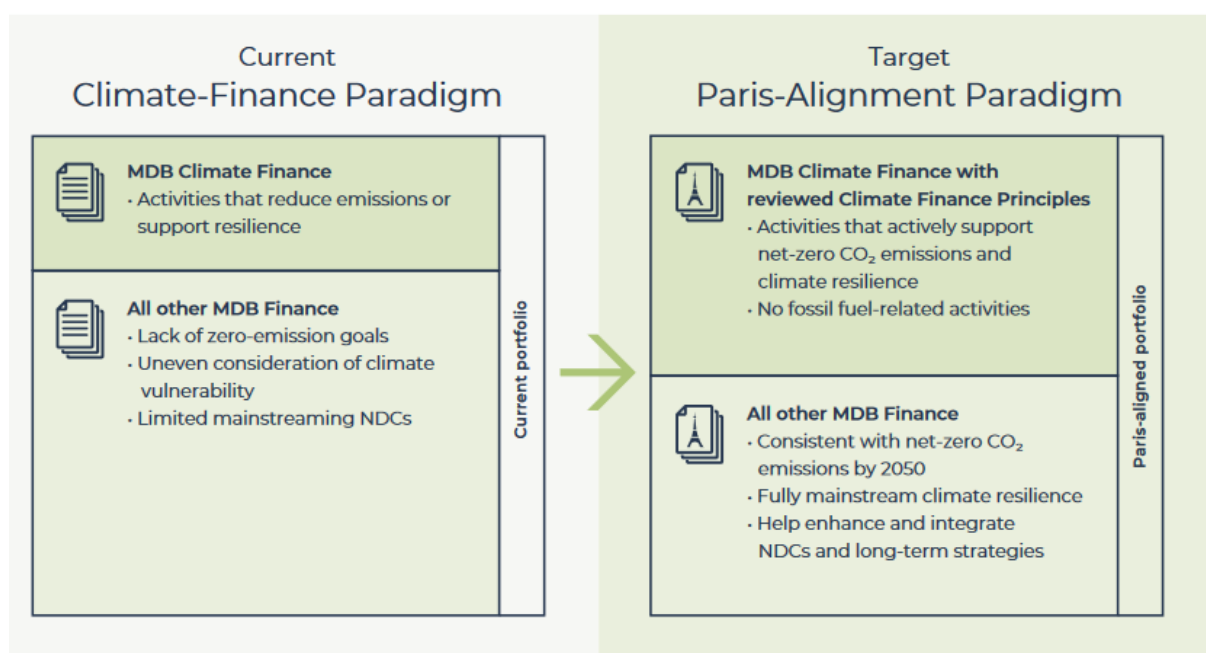 Current
Climate-Finance Paradigm
MDB Climate Finance
· Activities that reduce emissions or
support resilience
All other MDB Finance
· Lack of zero-emission goals
· Uneven consideration of climate
vulnerability
· Limited mainstreaming NDCs
Current portfolio
Target
Paris-Alignment Paradigm
MDB Climate Finance with
reviewed Climate Finance Principles
· Activities that actively support
net-zero CO₂ emissions and
climate resilience
· No fossil fuel-related activities
All other MDB Finance
· Consistent with net-zero CO₂
emissions by 2050
· Fully mainstream climate resilience
· Help enhance and integrate
NDCs and long-term strategies
Paris-aligned portfolio